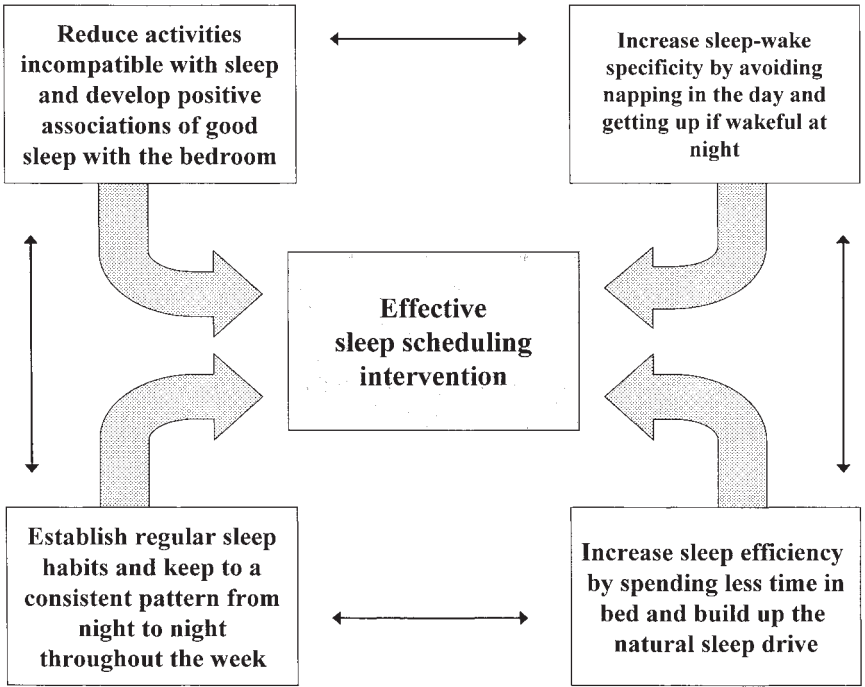 Reduce activities
incompatible with sleep
and develop positive
associations of good
sleep with the bedroom
Increase sleep-wake
specificity by avoiding
napping in the day and
getting up if wakeful at
night
Effective
sleep scheduling
intervention
Establish regular sleep
habits and keep to a
consistent pattern from
night to night
throughout the week
Increase sleep efficiency
by spending less time in
bed and build up the
natural sleep drive